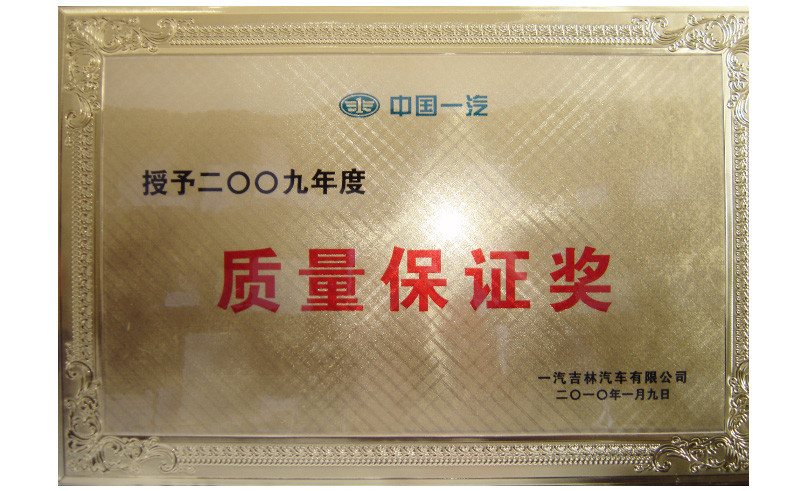 中国一汽
授予二〇〇九年度
质量保证奖
一汽吉林汽车有限公司
二〇一〇年一月九日